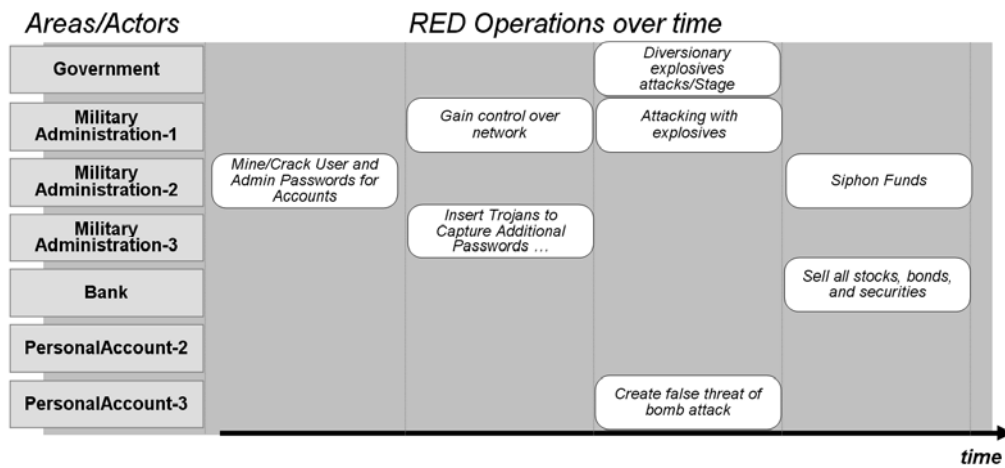 Areas/Actors
RED Operations over time
Government
Diversionary
explosives
attacks/Stage
Military
Administration-1
Gain control over
network
Attacking with
explosives
Military
Administration-2
Mine/Crack User and
Admin Passwords for
Accounts
Siphon Funds
Military
Administration-3
Insert Trojans to
Capture Additional
Passwords ...
Bank
Sell all stocks, bonds,
and securities
PersonalAccount-2
PersonalAccount-3
Create false threat of
bomb attack
time